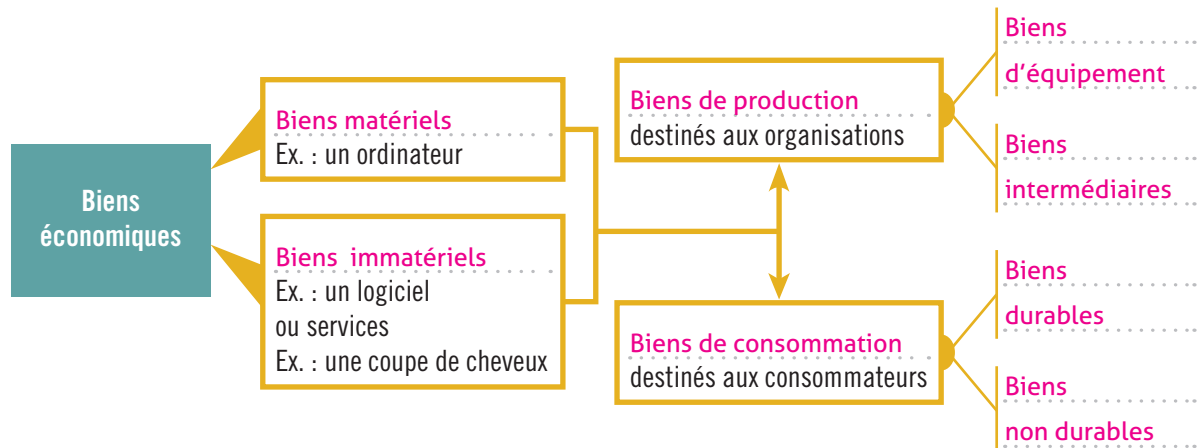 Biens
économiques
Biens matériels
Ex. : un ordinateur
Biens immatériels
Ex. : un logiciel
ou services
Ex. : une coupe de cheveux
Biens de production
destinés aux organisations
Biens de consommation
destinés aux consommateurs
Biens
d'équipement
Biens
intermédiaires
Biens
durables
Biens
non durables